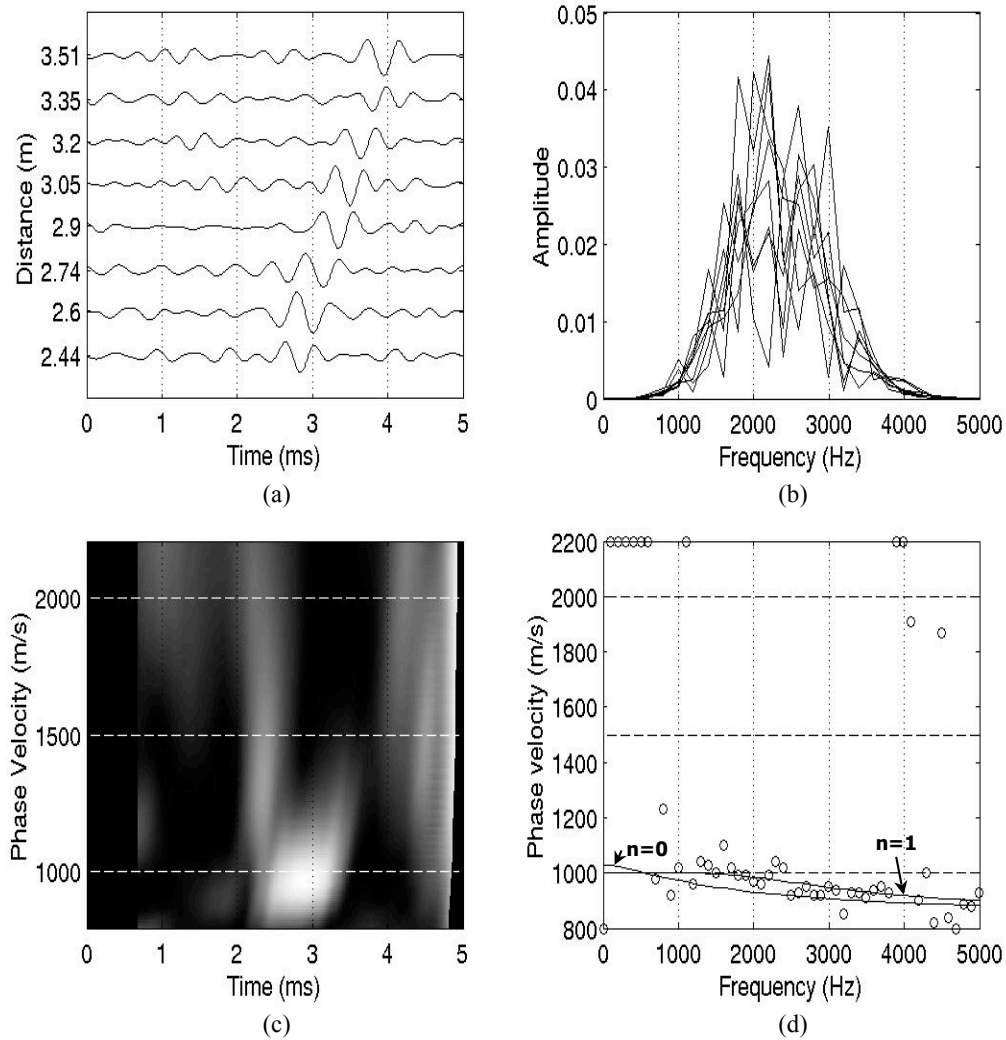 3.51
3.35
3.2
3.05
2.9
2.74
2.6
2.44
Distance (m)
0 1 2 3 4 5
Time (ms)
(a)
0.05
0.04
0.03
0.02
0.01
0
Amplitude
0 1000 2000 3000 4000 5000
Frequency (Hz)
(b)
2000
1500
1000
Phase Velocity (m/s)
0 1 2 3 4 5
Time (ms)
(c)
2200
2000
1800
1600
1400
1200
1000
800
Phase velocity (m/s)
n=0
n=1
0 1000 2000 3000 4000 5000
Frequency (Hz)
(d)